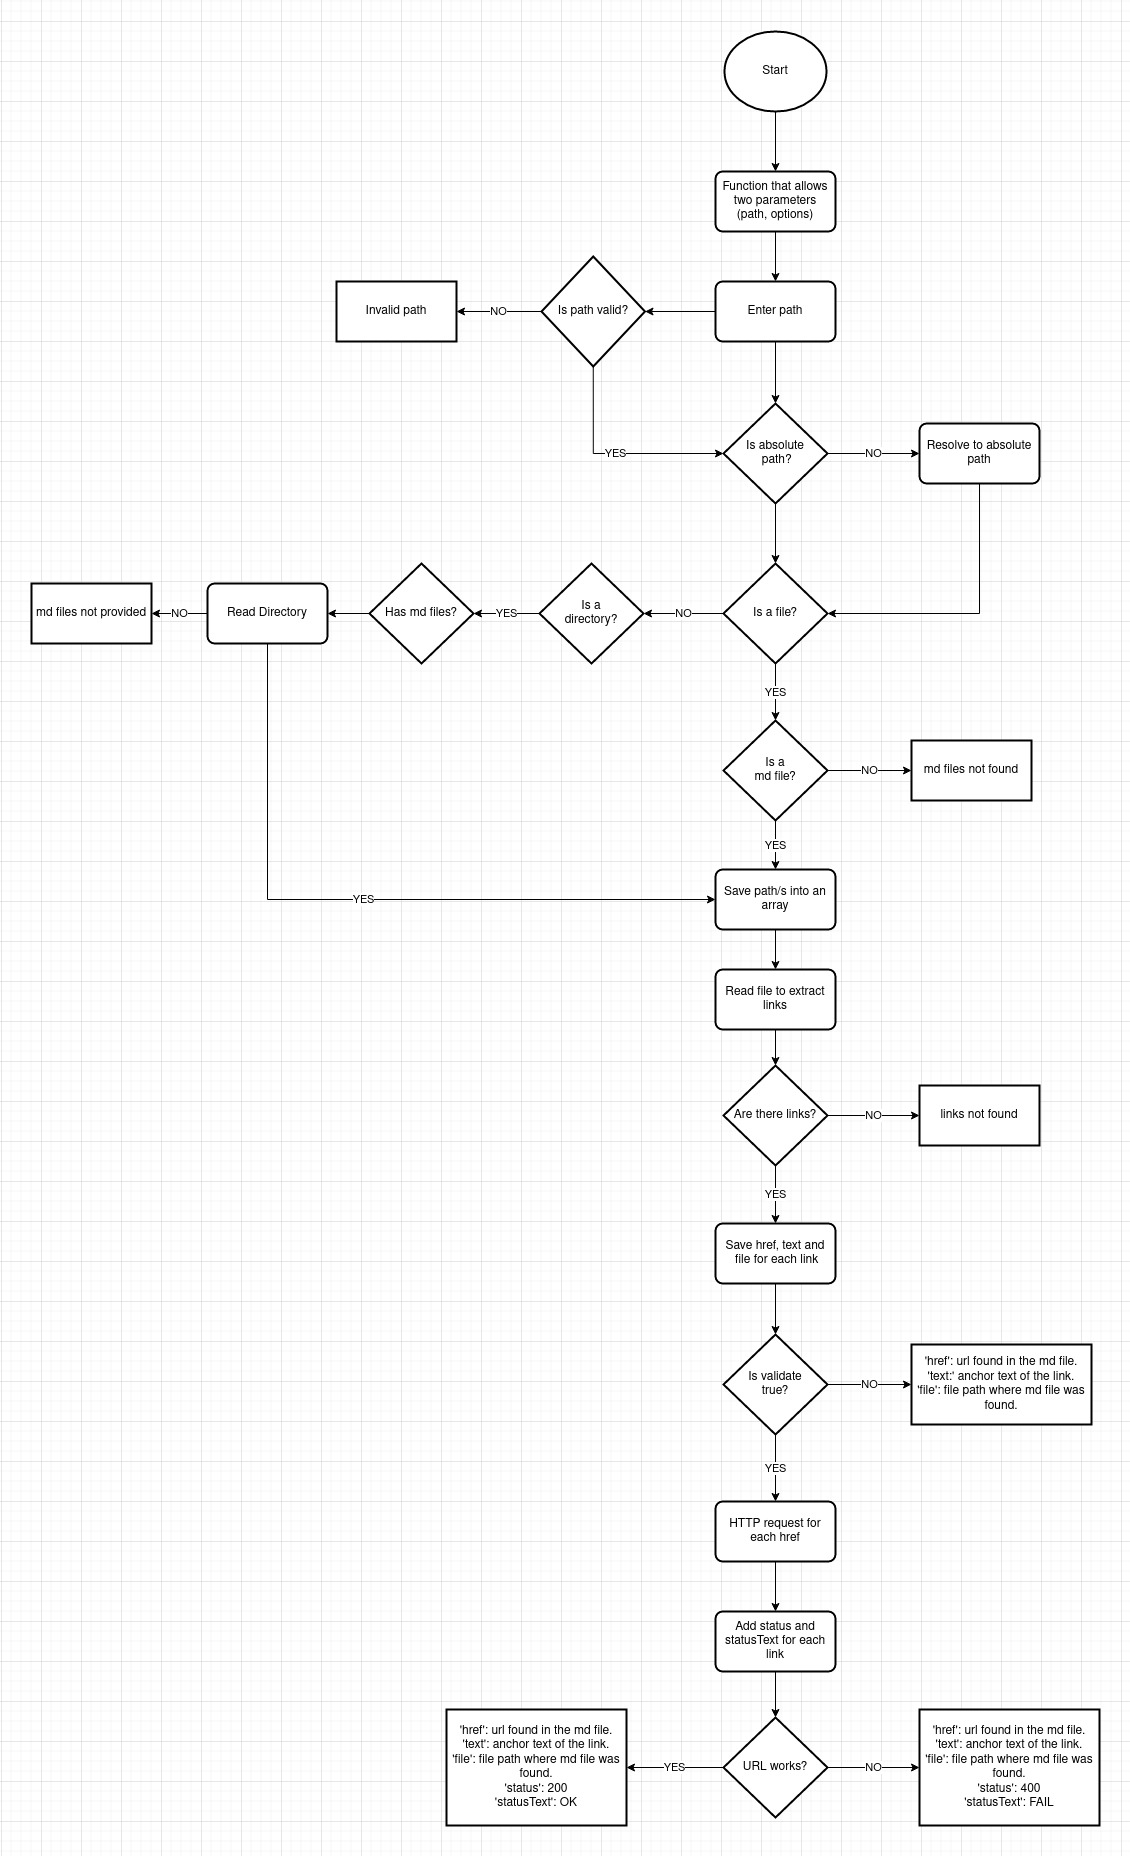 Start
Function that allows
two parameters
(path, options)
Invalid path
NO
Is path valid?
Enter path
YES
Is absolute
path?
NO
Resolve to absolute
path
md files not provided
NO
Read Directory
Has md files?
YES
Is a
directory?
NO
Is a file?
YES
Is a
md file?
NO
md files not found
YES
YES
Save path/s into an
array
Read file to extract
links
Are there links?
NO
links not found
YES
Save href, text and
file for each link
Is validate
true?
NO
'href': url found in the md file.
'text:' anchor text of the link.
'file': file path where md file was
found.
YES
HTTP request for
each href
Add status and
statusText for each
link
'href': url found in the md file.
'text': anchor text of the link.
'file': file path where md file was
found.
'status': 200
'statusText': OK
YES
URL works?
NO
'href': url found in the md file.
'text': anchor text of the link.
'file': file path where md file was
found.
'status': 400
'statusText': FAIL